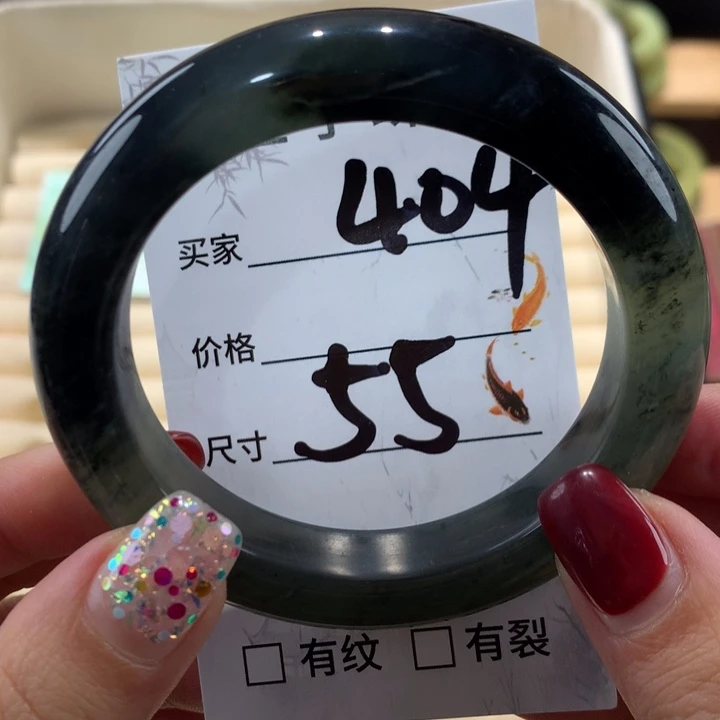 买家 404
价格
尺寸 55
□ 有纹 □ 有裂